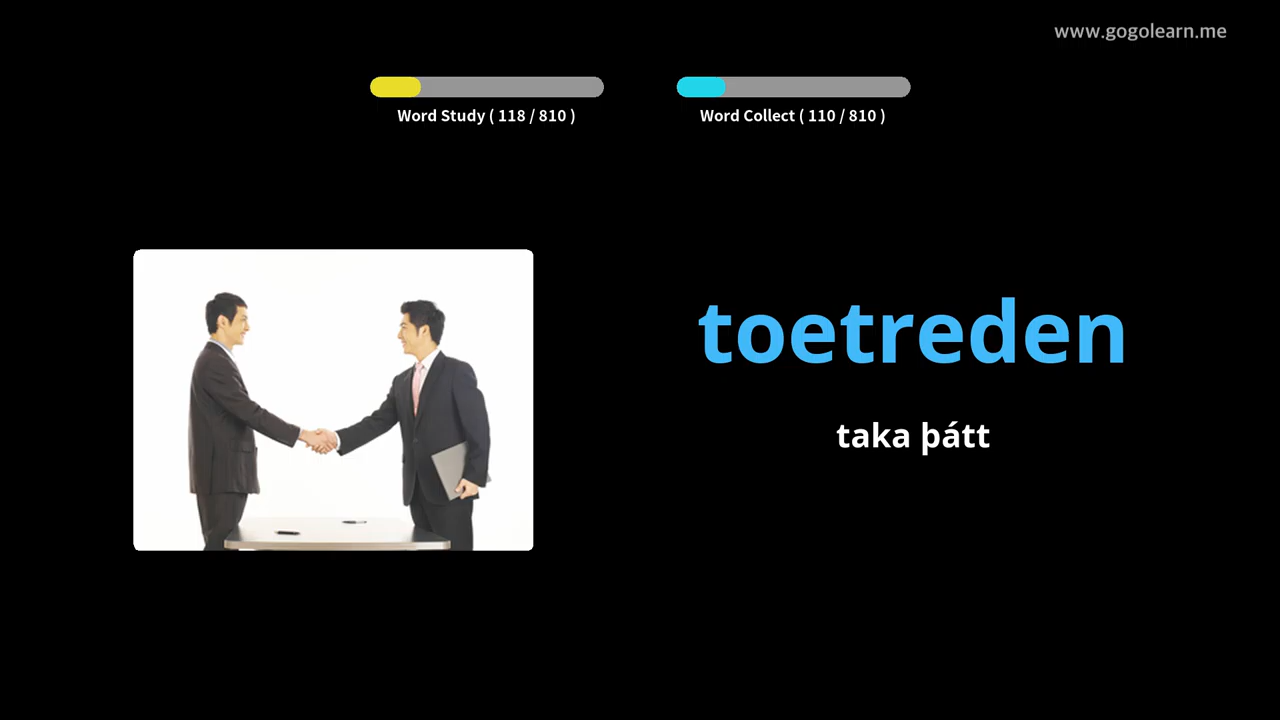 www.gogolearn.me
Word Study ( 118 / 810 )
Word Collect ( 110 / 810 )
toetreden
taka þátt